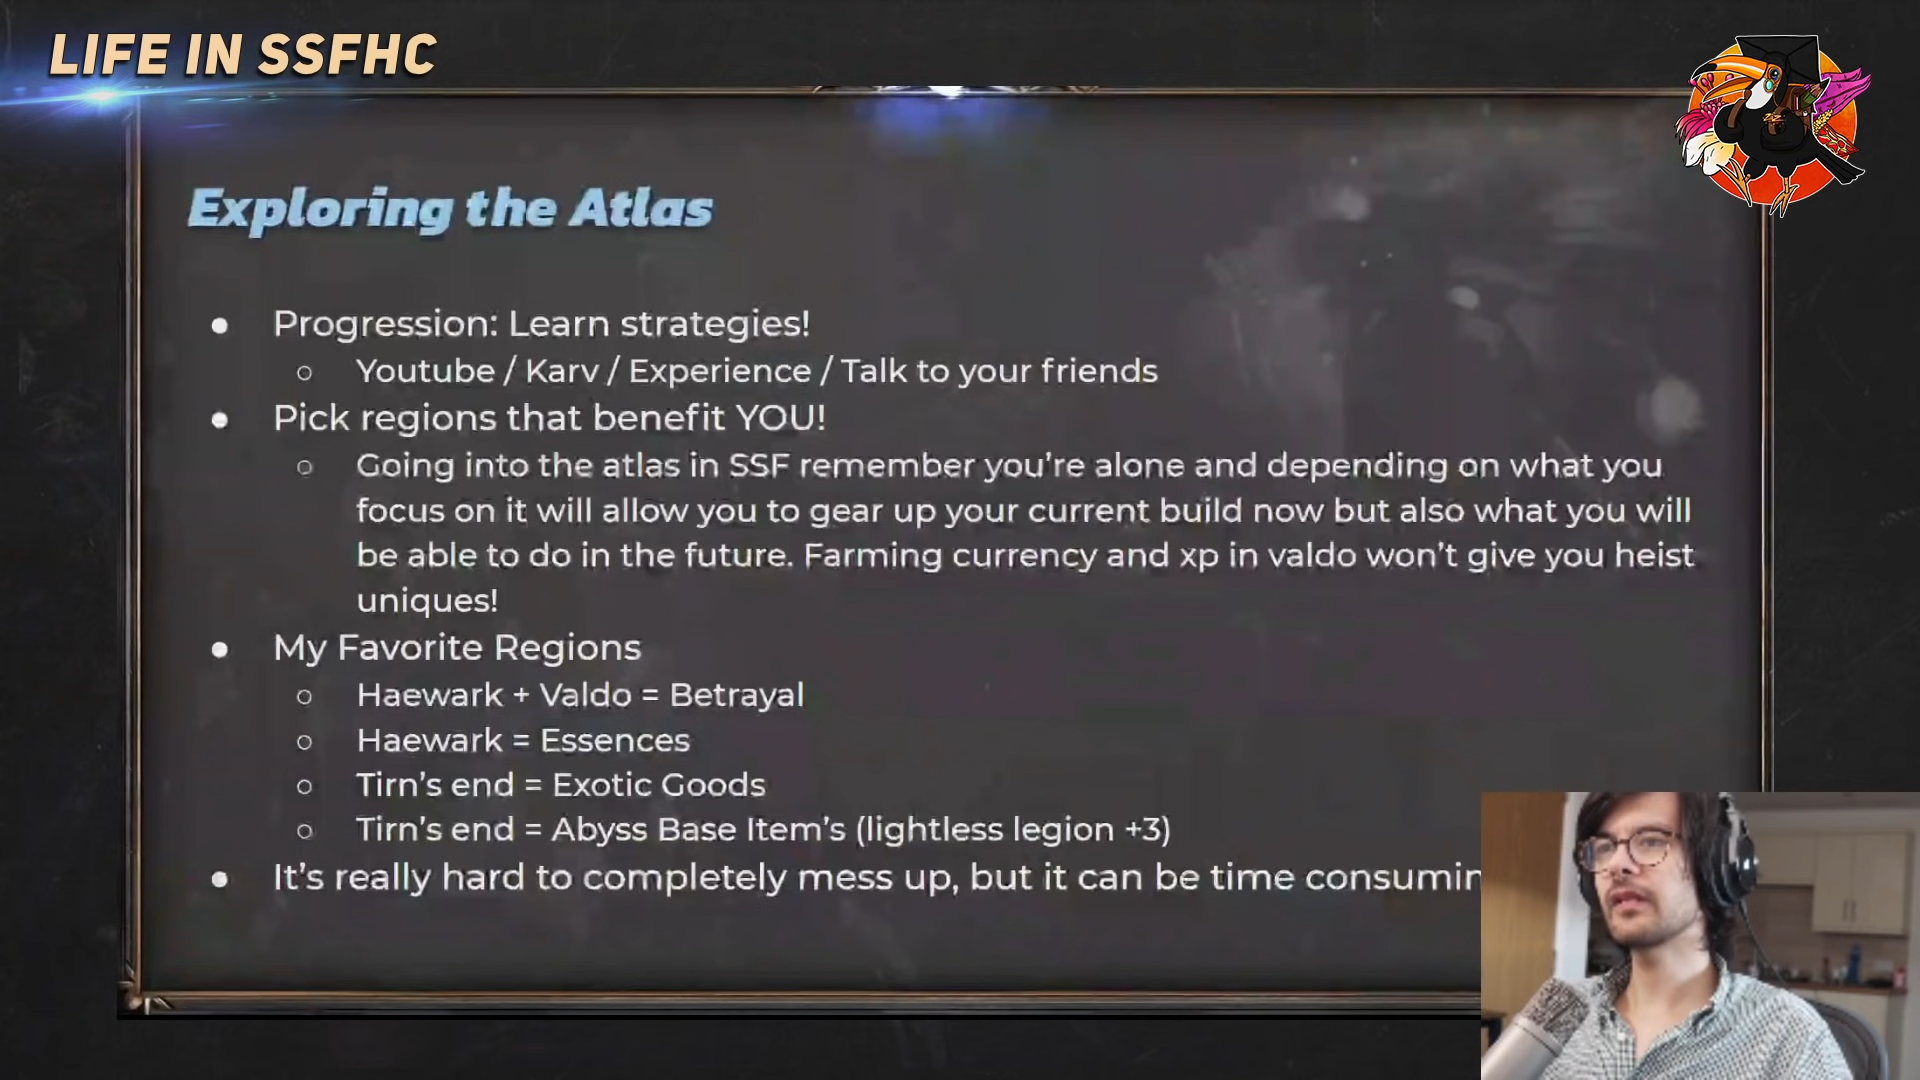 LIFE IN SSFHC
Exploring the Atlas
● Progression: Learn strategies!
○ Youtube / Karv / Experience / Talk to your friends
● Pick regions that benefit YOU!
○ Going into the atlas in SSF remember you're alone and depending on what you
focus on it will allow you to gear up your current build now but also what you will
be able to do in the future. Farming currency and xp in valdo won't give you heist
uniques!
● My Favorite Regions
○ Haewark + Valdo = Betrayal
○ Haewark = Essences
○ Tirn's end = Exotic Goods
○ Tirn's end = Abyss Base Item's (lightless legion +3)
● It's really hard to completely mess up, but it can be time consumin